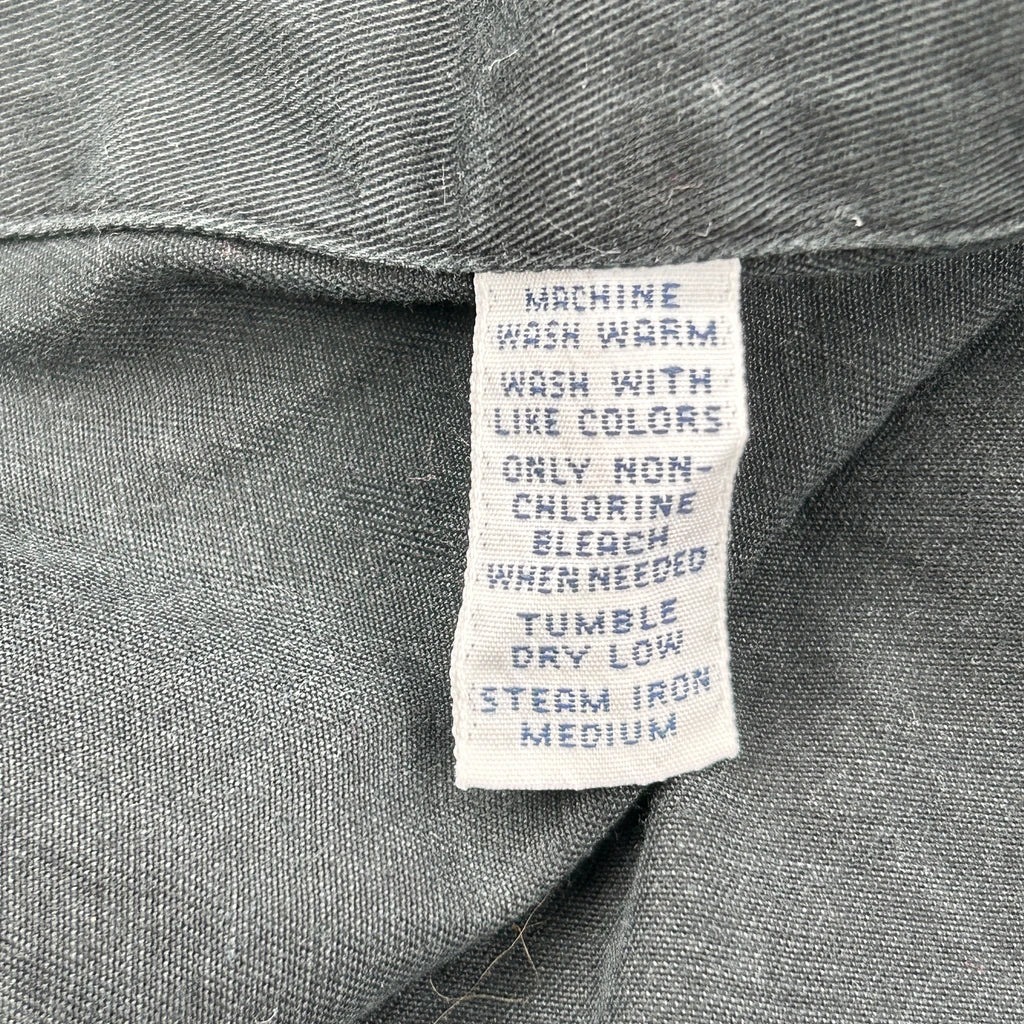 MACHINE
WASH WARM
WASH WITH
LIKE COLORS
ONLY NON-
CHLORINE
BLEACH
WHEN NEEDED
TUMBLE
DRY LOW
STEAM IRON
MEDIUM